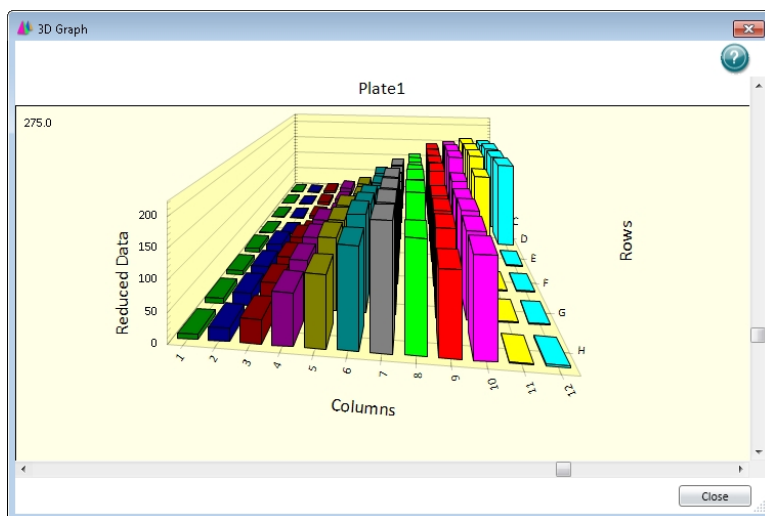 3D Graph
Plate1
275.0
200
150
100
50
0
Reduced Data
1 2 3 4 5 6 7 8 9 10 11 12
Columns
C
D
E
F
G
H
Rows
Close